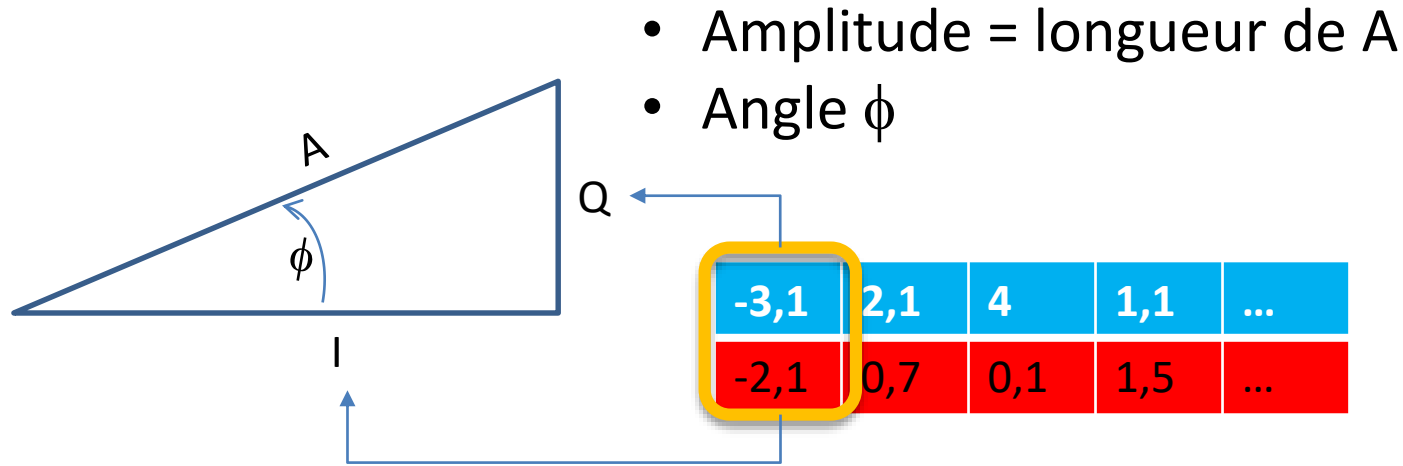 • Amplitude = longueur de A
• Angle ϕ
A
Q
ϕ
I
-3,1 2,1 4 1,1 ...
-2,1 0,7 0,1 1,5 ...